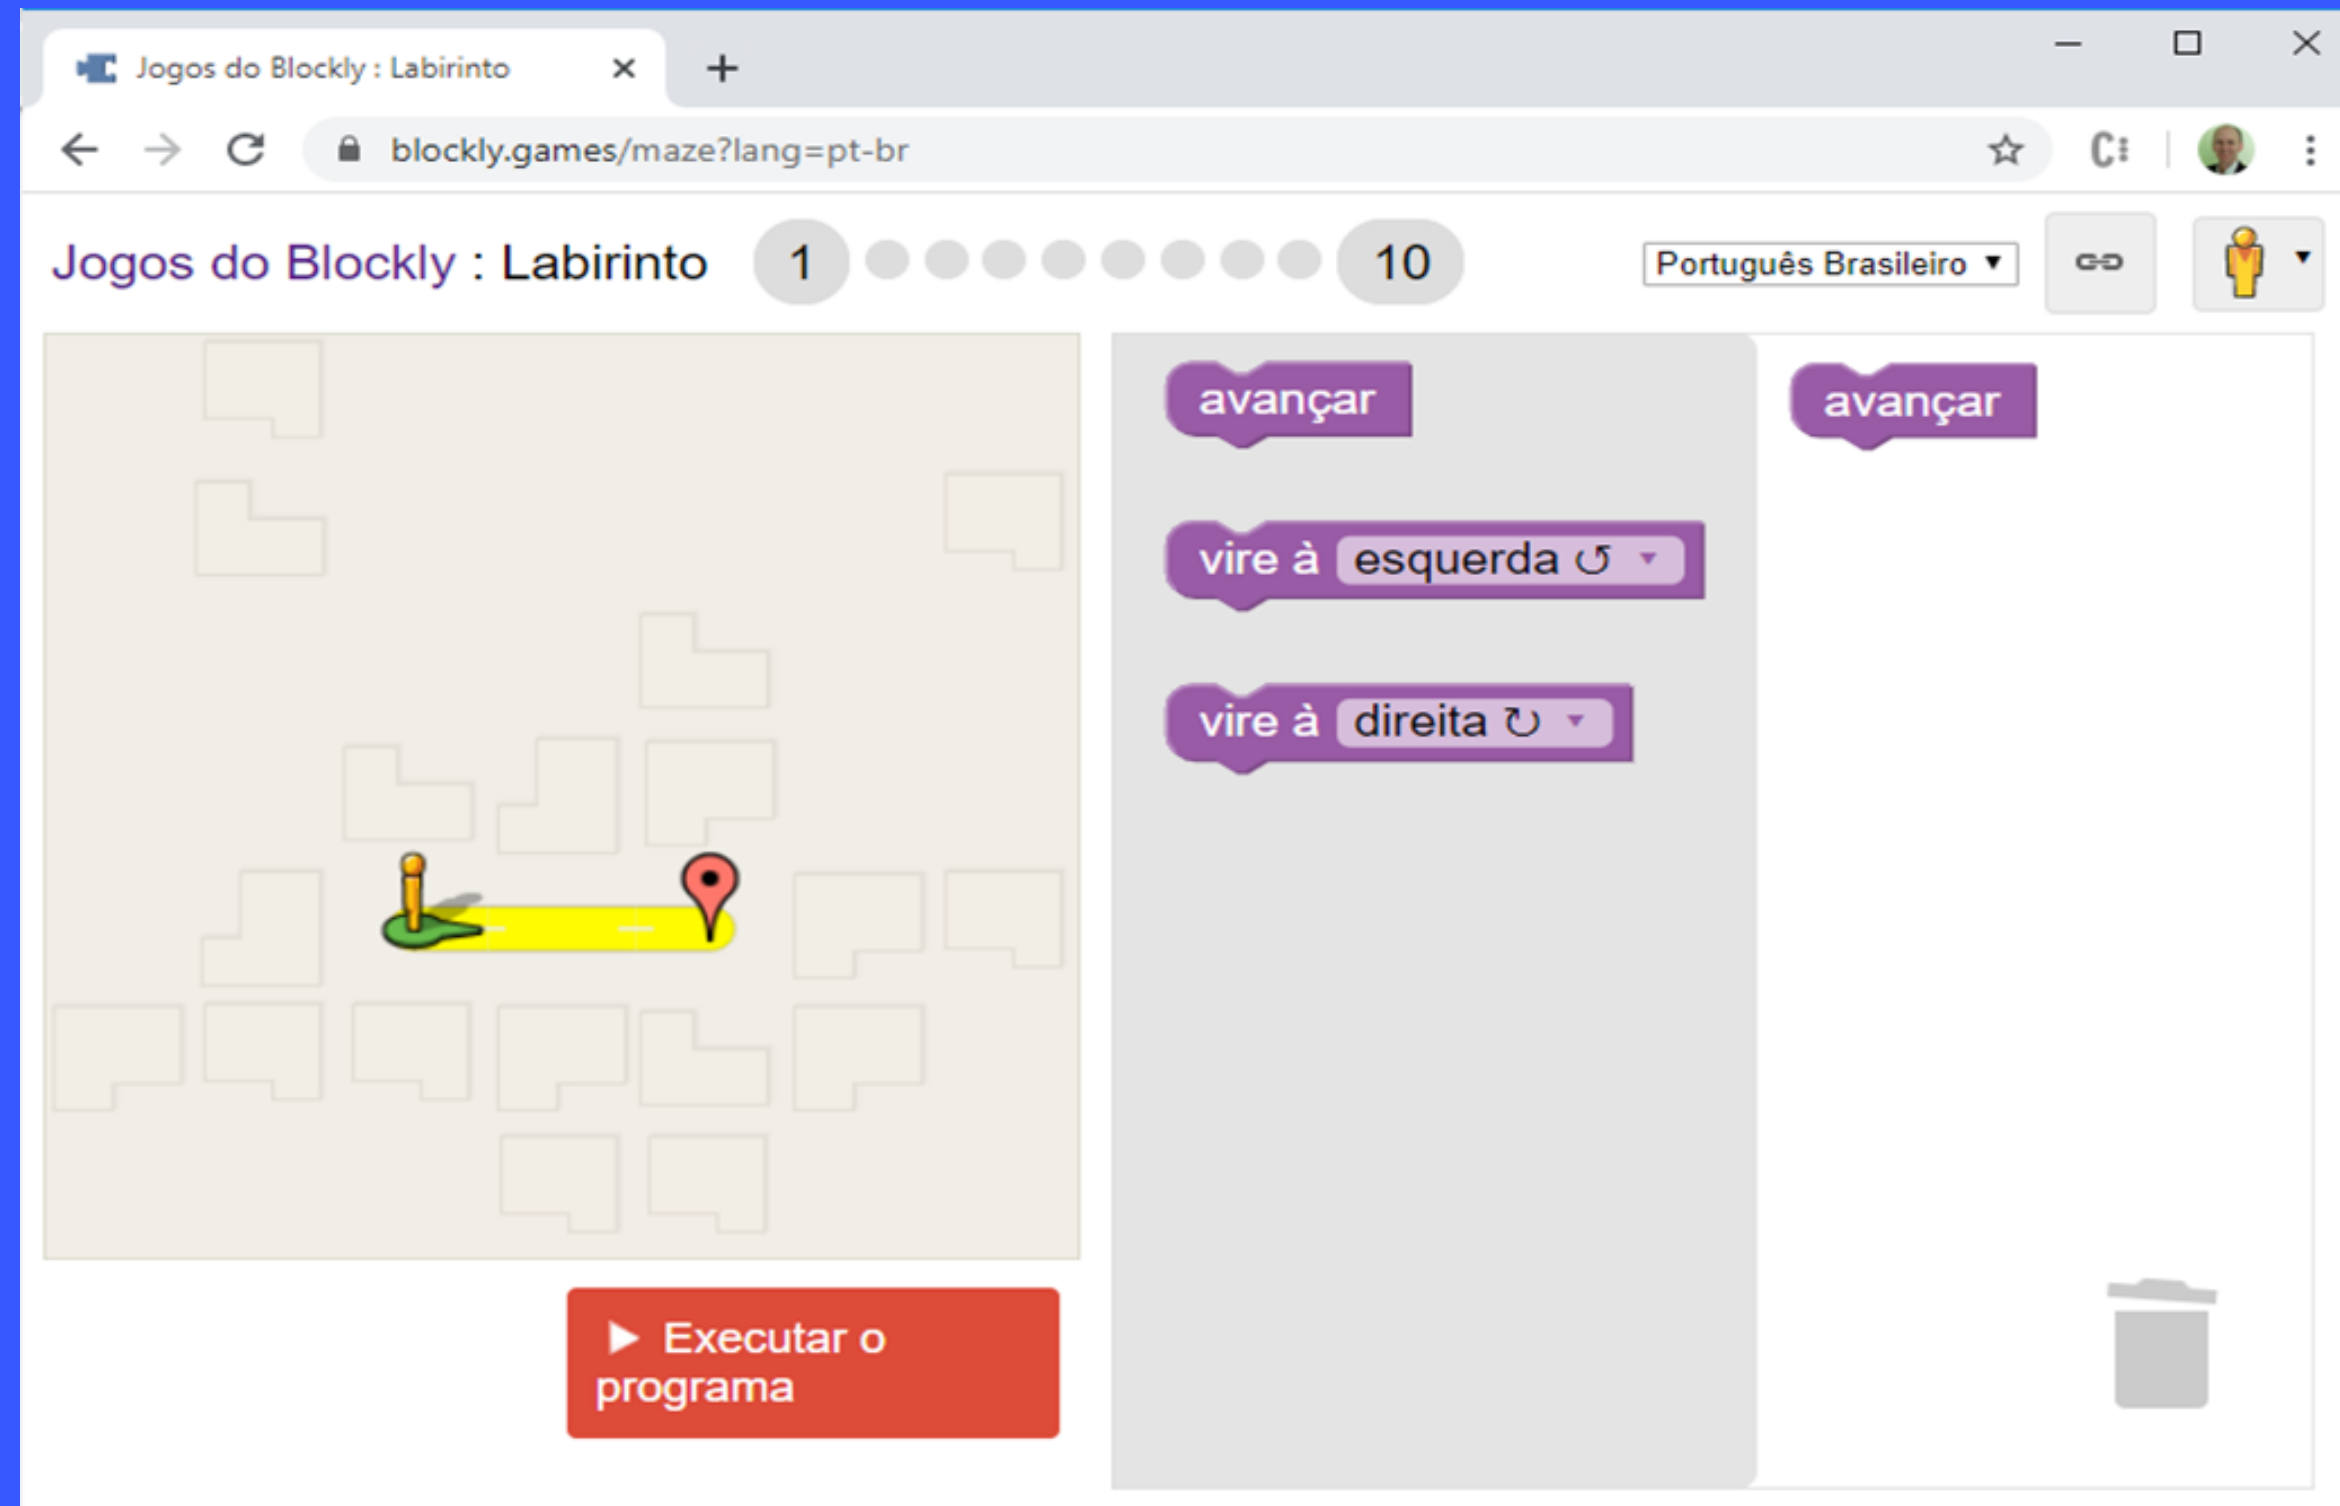 Jogos do Blockly : Labirinto
blockly.games/maze?lang=pt-br
Jogos do Blockly : Labirinto 1 10 Português Brasileiro
avançar avançar
vire à esquerda ↺
vire à direita ↻
Executar o
programa